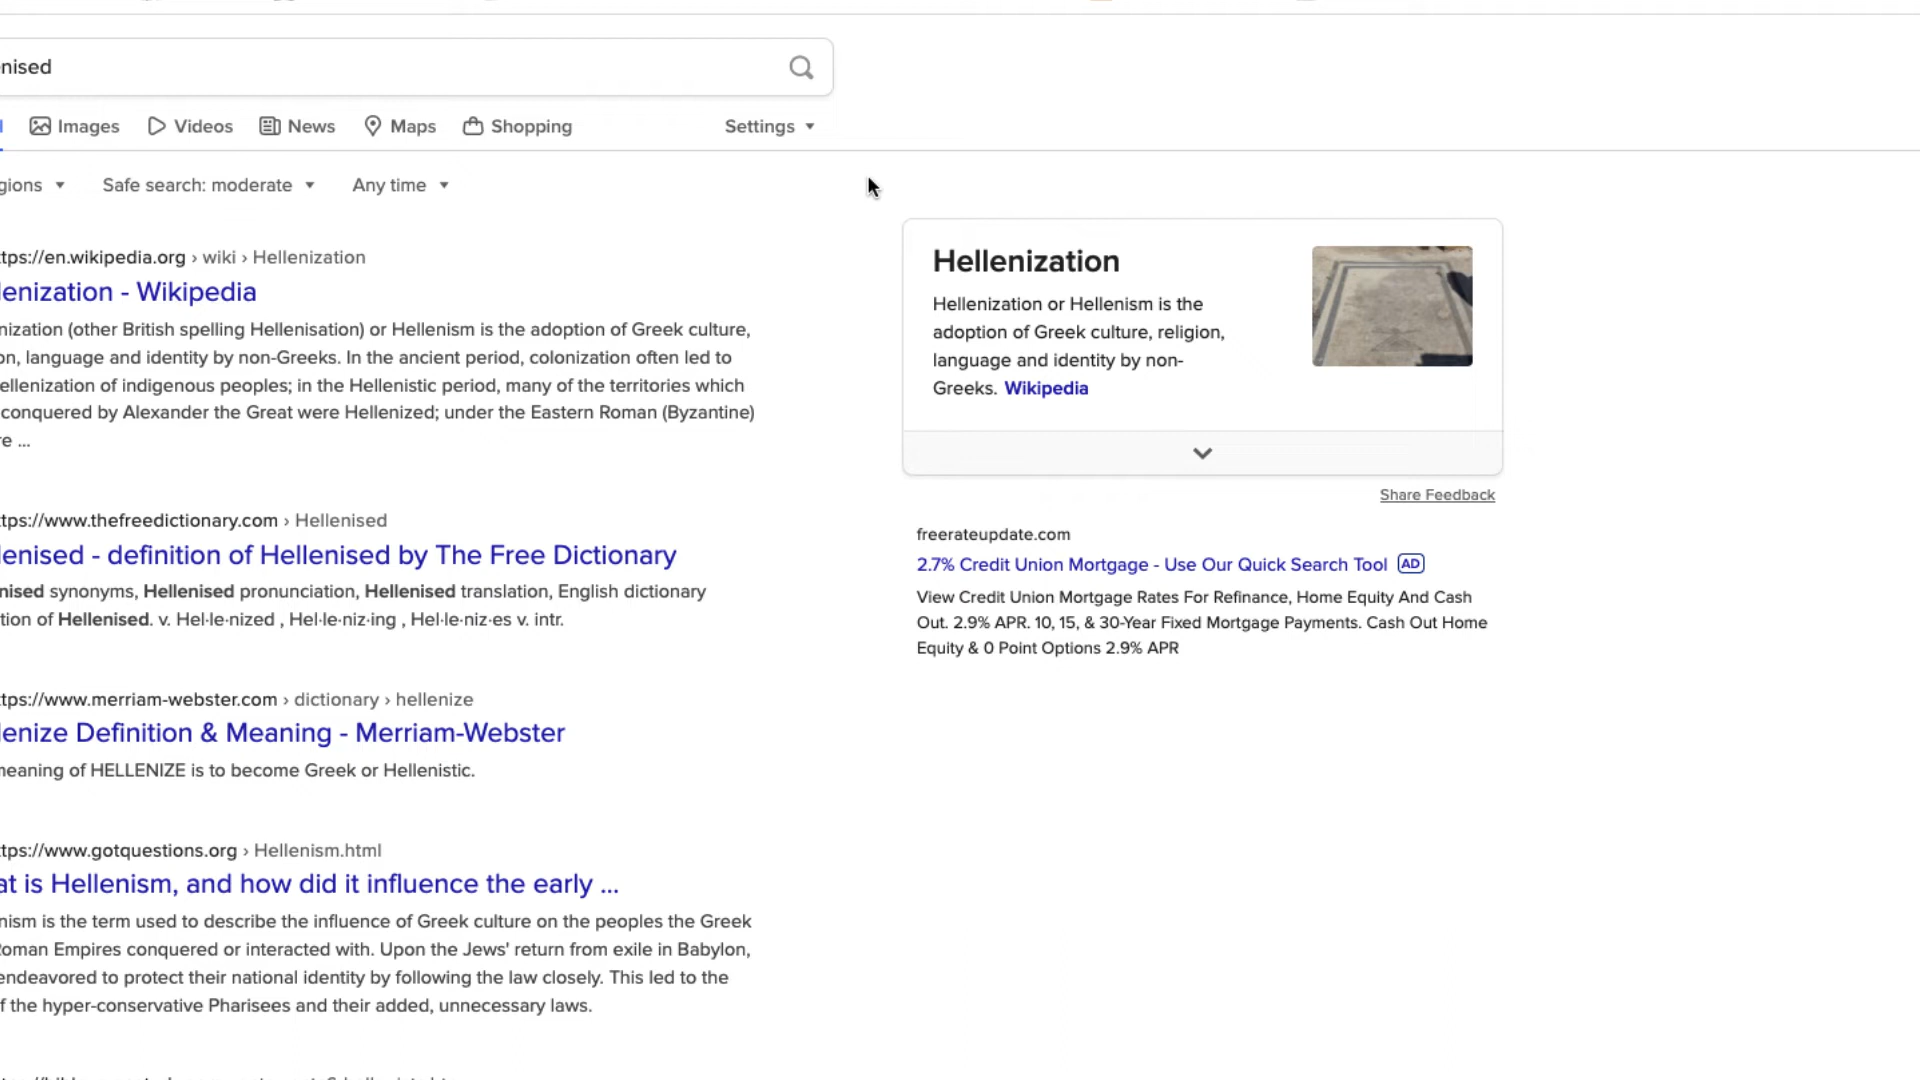 nised
Images Videos News Maps Shopping Settings
gions Safe search: moderate Any time
tps://en.wikipedia.org › wiki › Hellenization
lenization - Wikipedia
nization (other British spelling Hellenisation) or Hellenism is the adoption of Greek culture,
on, language and identity by non-Greeks. In the ancient period, colonization often led to
ellenization of indigenous peoples; in the Hellenistic period, many of the territories which
conquered by Alexander the Great were Hellenized; under the Eastern Roman (Byzantine)
re ...
tps://www.thefreedictionary.com › Hellenised
lenised - definition of Hellenised by The Free Dictionary
nised synonyms, Hellenised pronunciation, Hellenised translation, English dictionary
tion of Hellenised. v. Hel·le·nized , Hel·le·niz·ing , Hel·le·niz·es v. intr.
tps://www.merriam-webster.com › dictionary › hellenize
lenize Definition & Meaning - Merriam-Webster
meaning of HELLENIZE is to become Greek or Hellenistic.
tps://www.gotquestions.org › Hellenism.html
at is Hellenism, and how did it influence the early ...
nism is the term used to describe the influence of Greek culture on the peoples the Greek
Roman Empires conquered or interacted with. Upon the Jews' return from exile in Babylon,
endeavored to protect their national identity by following the law closely. This led to the
f the hyper-conservative Pharisees and their added, unnecessary laws.
Hellenization
Hellenization or Hellenism is the
adoption of Greek culture, religion,
language and identity by non-
Greeks. Wikipedia
Share Feedback
freerateupdate.com
2.7% Credit Union Mortgage - Use Our Quick Search Tool AD
View Credit Union Mortgage Rates For Refinance, Home Equity And Cash
Out. 2.9% APR. 10, 15, & 30-Year Fixed Mortgage Payments. Cash Out Home
Equity & 0 Point Options 2.9% APR